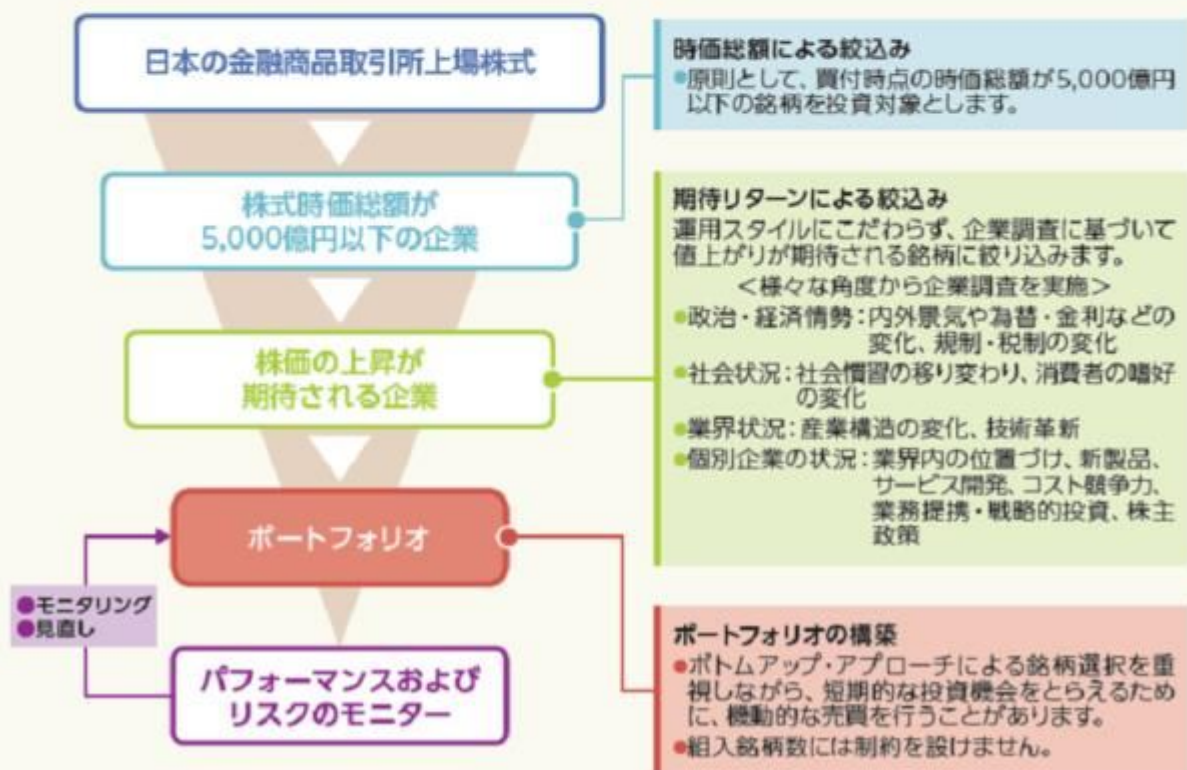 日本の金融商品取引所上場株式
時価総額による絞込み
●原則として、買付時点の時価総額が5,000億円
以下の銘柄を投資対象とします。
株式時価総額が
5,000億円以下の企業
期待リターンによる絞込み
運用スタイルにこだわらず、企業調査に基づいて
値上がりが期待される銘柄に絞り込みます。
＜様々な角度から企業調査を実施＞
●政治・経済情勢：内外景気や為替・金利などの
変化、規制・税制の変化
●社会状況：社会慣習の移り変わり、消費者の嗜好
の変化
●業界状況：産業構造の変化、技術革新
●個別企業の状況：業界内の位置づけ、新製品、
サービス開発、コスト競争力、
業務提携・戦略的投資、株主
政策
株価の上昇が
期待される企業
ポートフォリオ
●モニタリング
●見直し
ポートフォリオの構築
●ボトムアップ・アプローチによる銘柄選択を重
視しながら、短期的な投資機会をとらえるため
に、機動的な売買を行うことがあります。
●組入銘柄数には制約を設けません。
パフォーマンスおよび
リスクのモニター